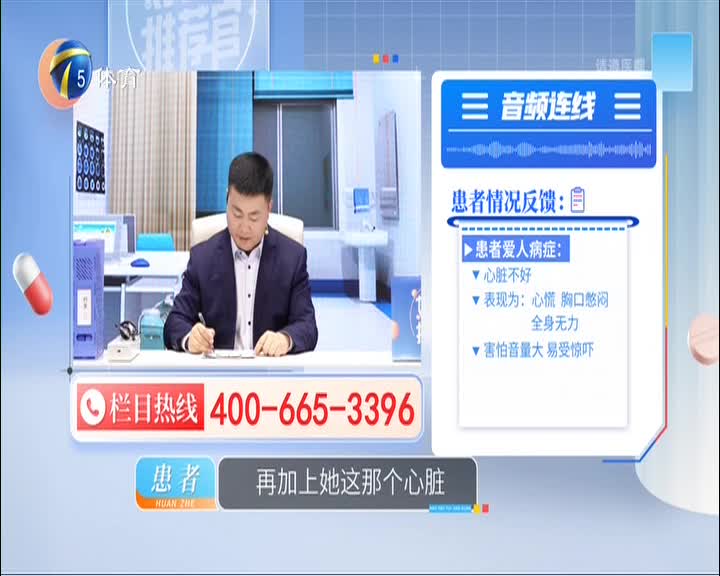 推荐官
5 体育
音频连线
患者情况反馈：
患者爱人病症：
心脏不好
表现为：心慌 胸口憋闷
全身无力
害怕音量大 易受惊吓
栏目热线 400-665-3396
患者
HUAN ZHE
再加上她这那个心脏